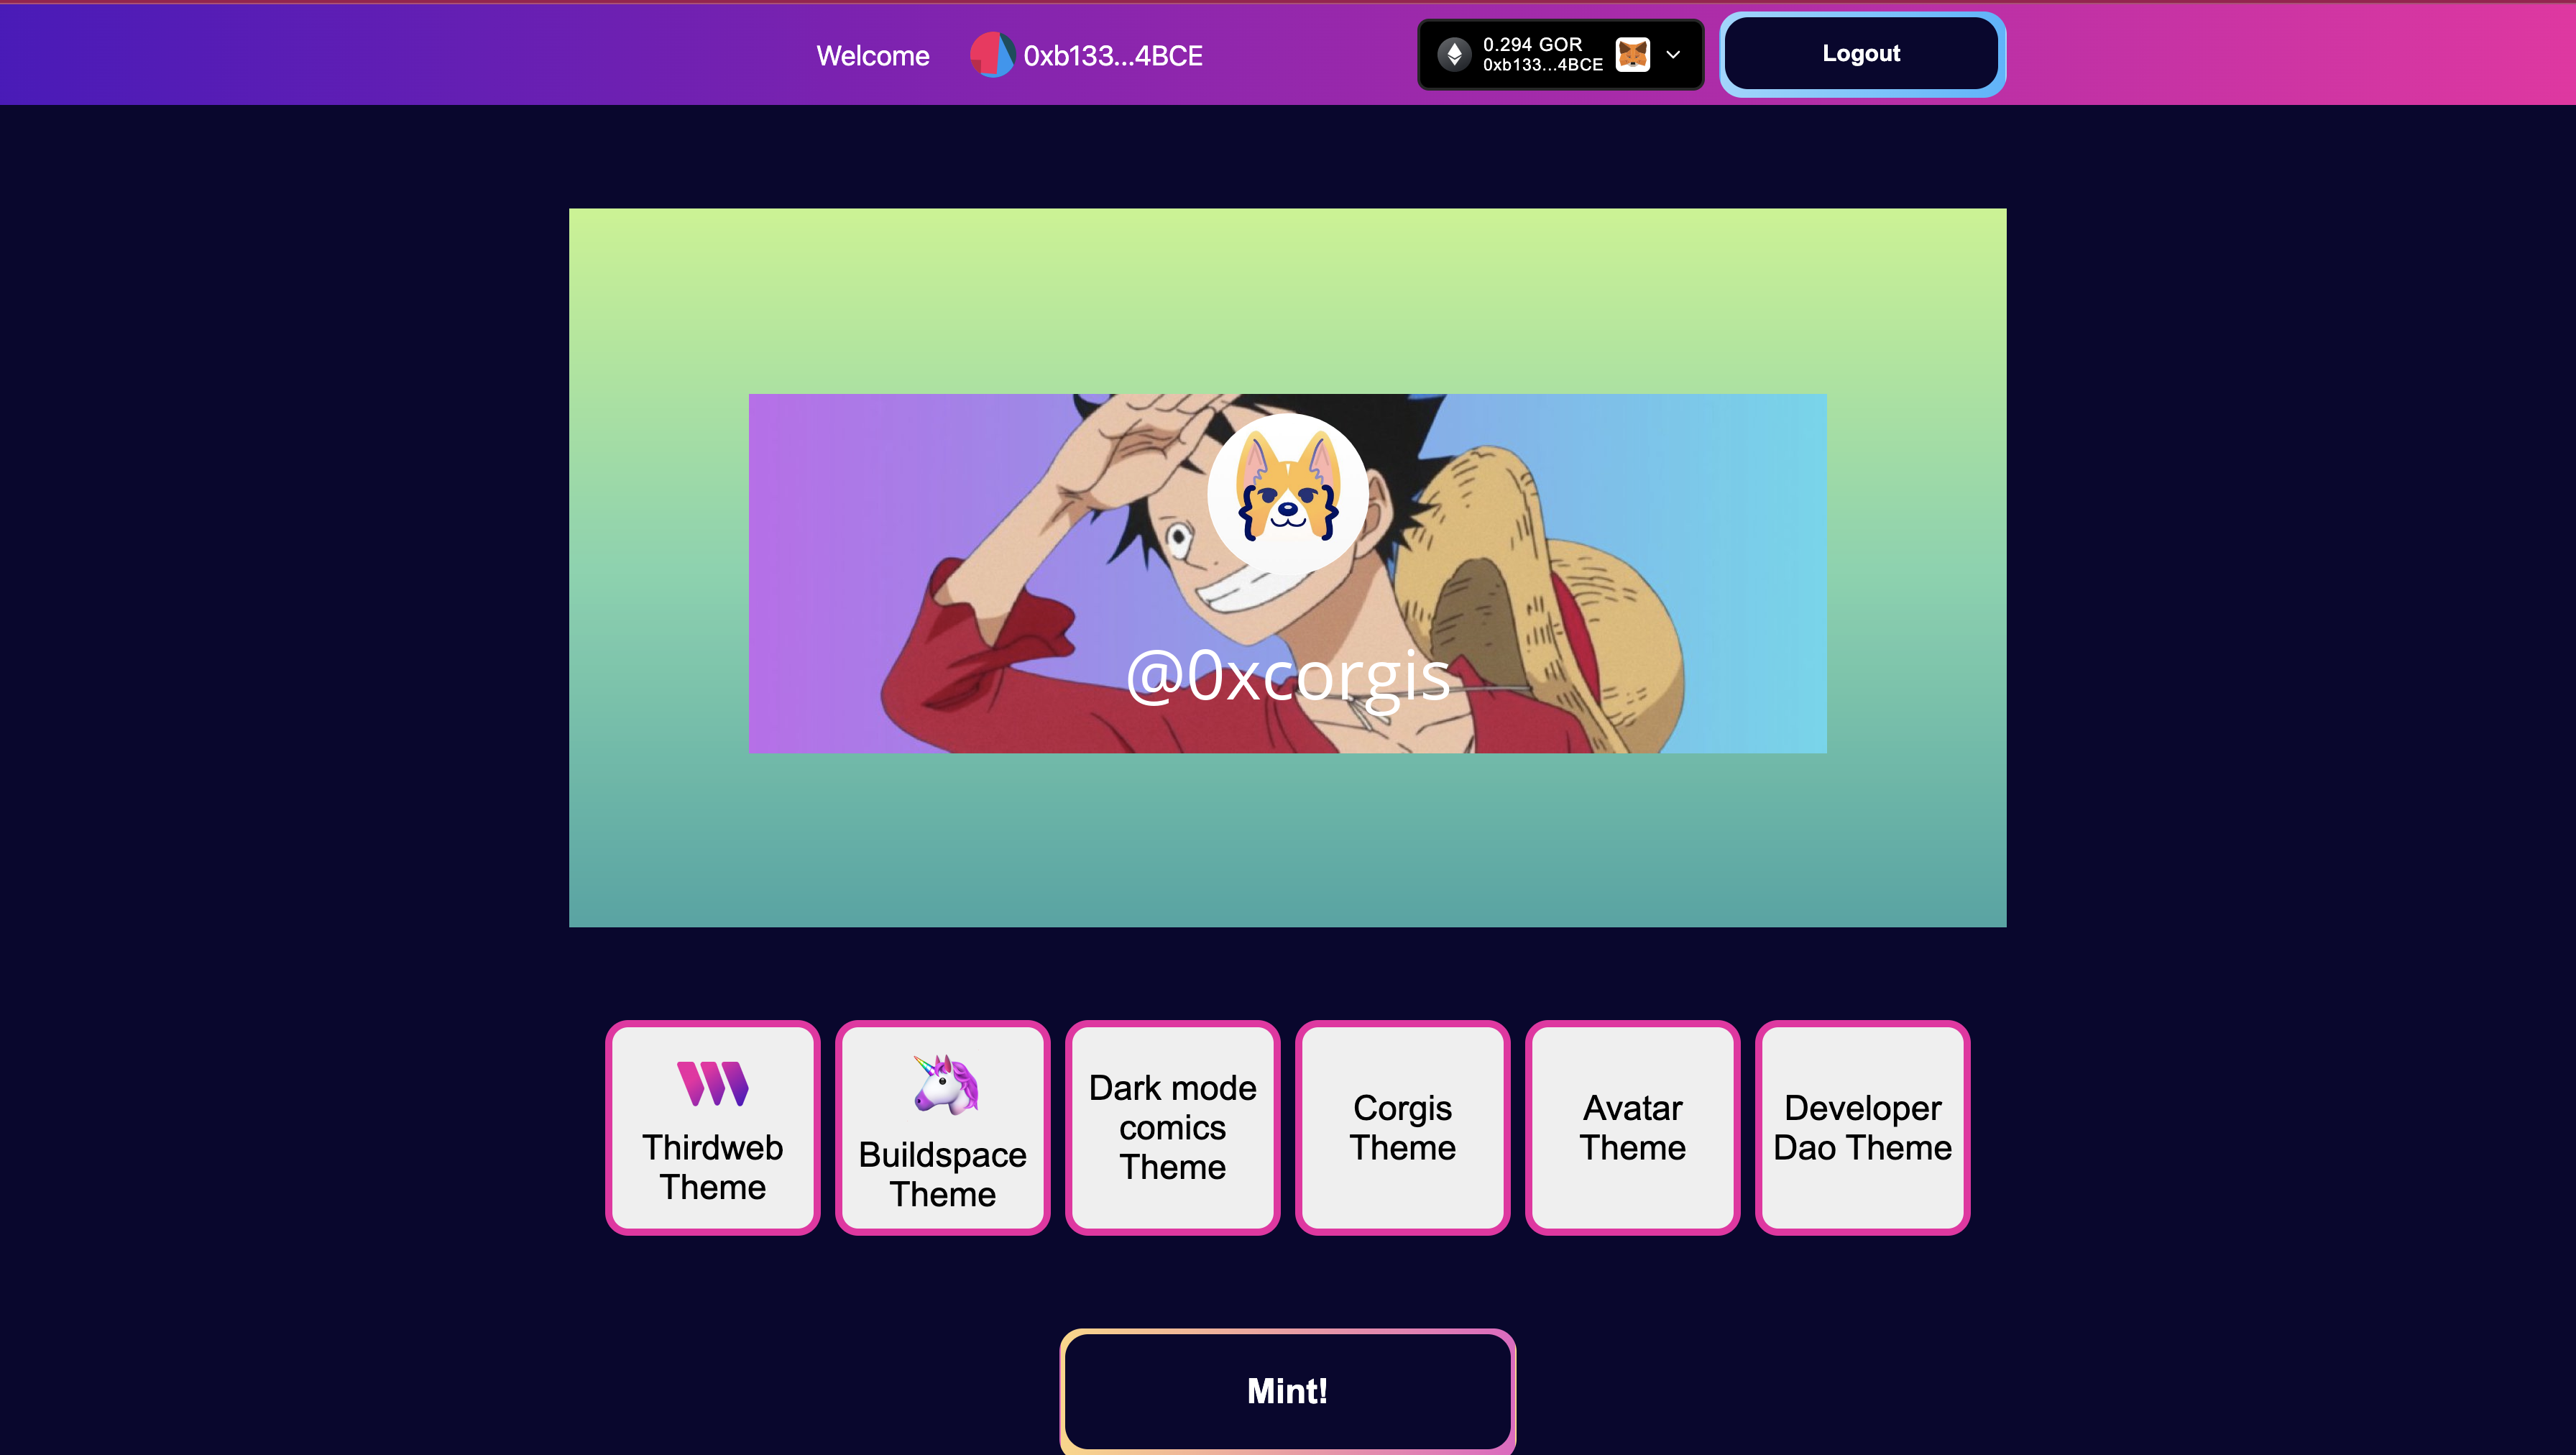 Welcome
0xb133...4BCE
0.294 GOR
0xb133...4BCE
Logout
@0xcorgis
Thirdweb
Theme
Buildspace
Theme
Dark mode
comics
Theme
Corgis
Theme
Avatar
Theme
Developer
Dao Theme
Mint!